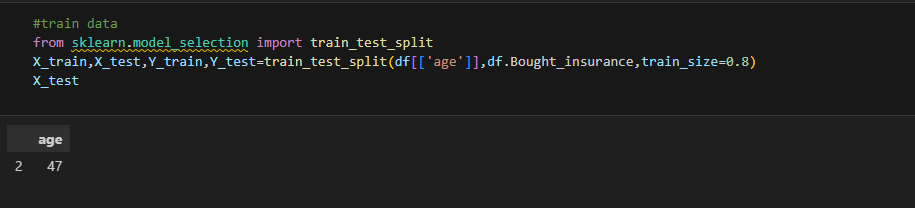 #train data
from sklearn.model_selection import train_test_split
X_train,X_test,Y_train,Y_test=train_test_split(df[['age']],df.Bought_insurance,train_size=0.8)
X_test
age
2 47